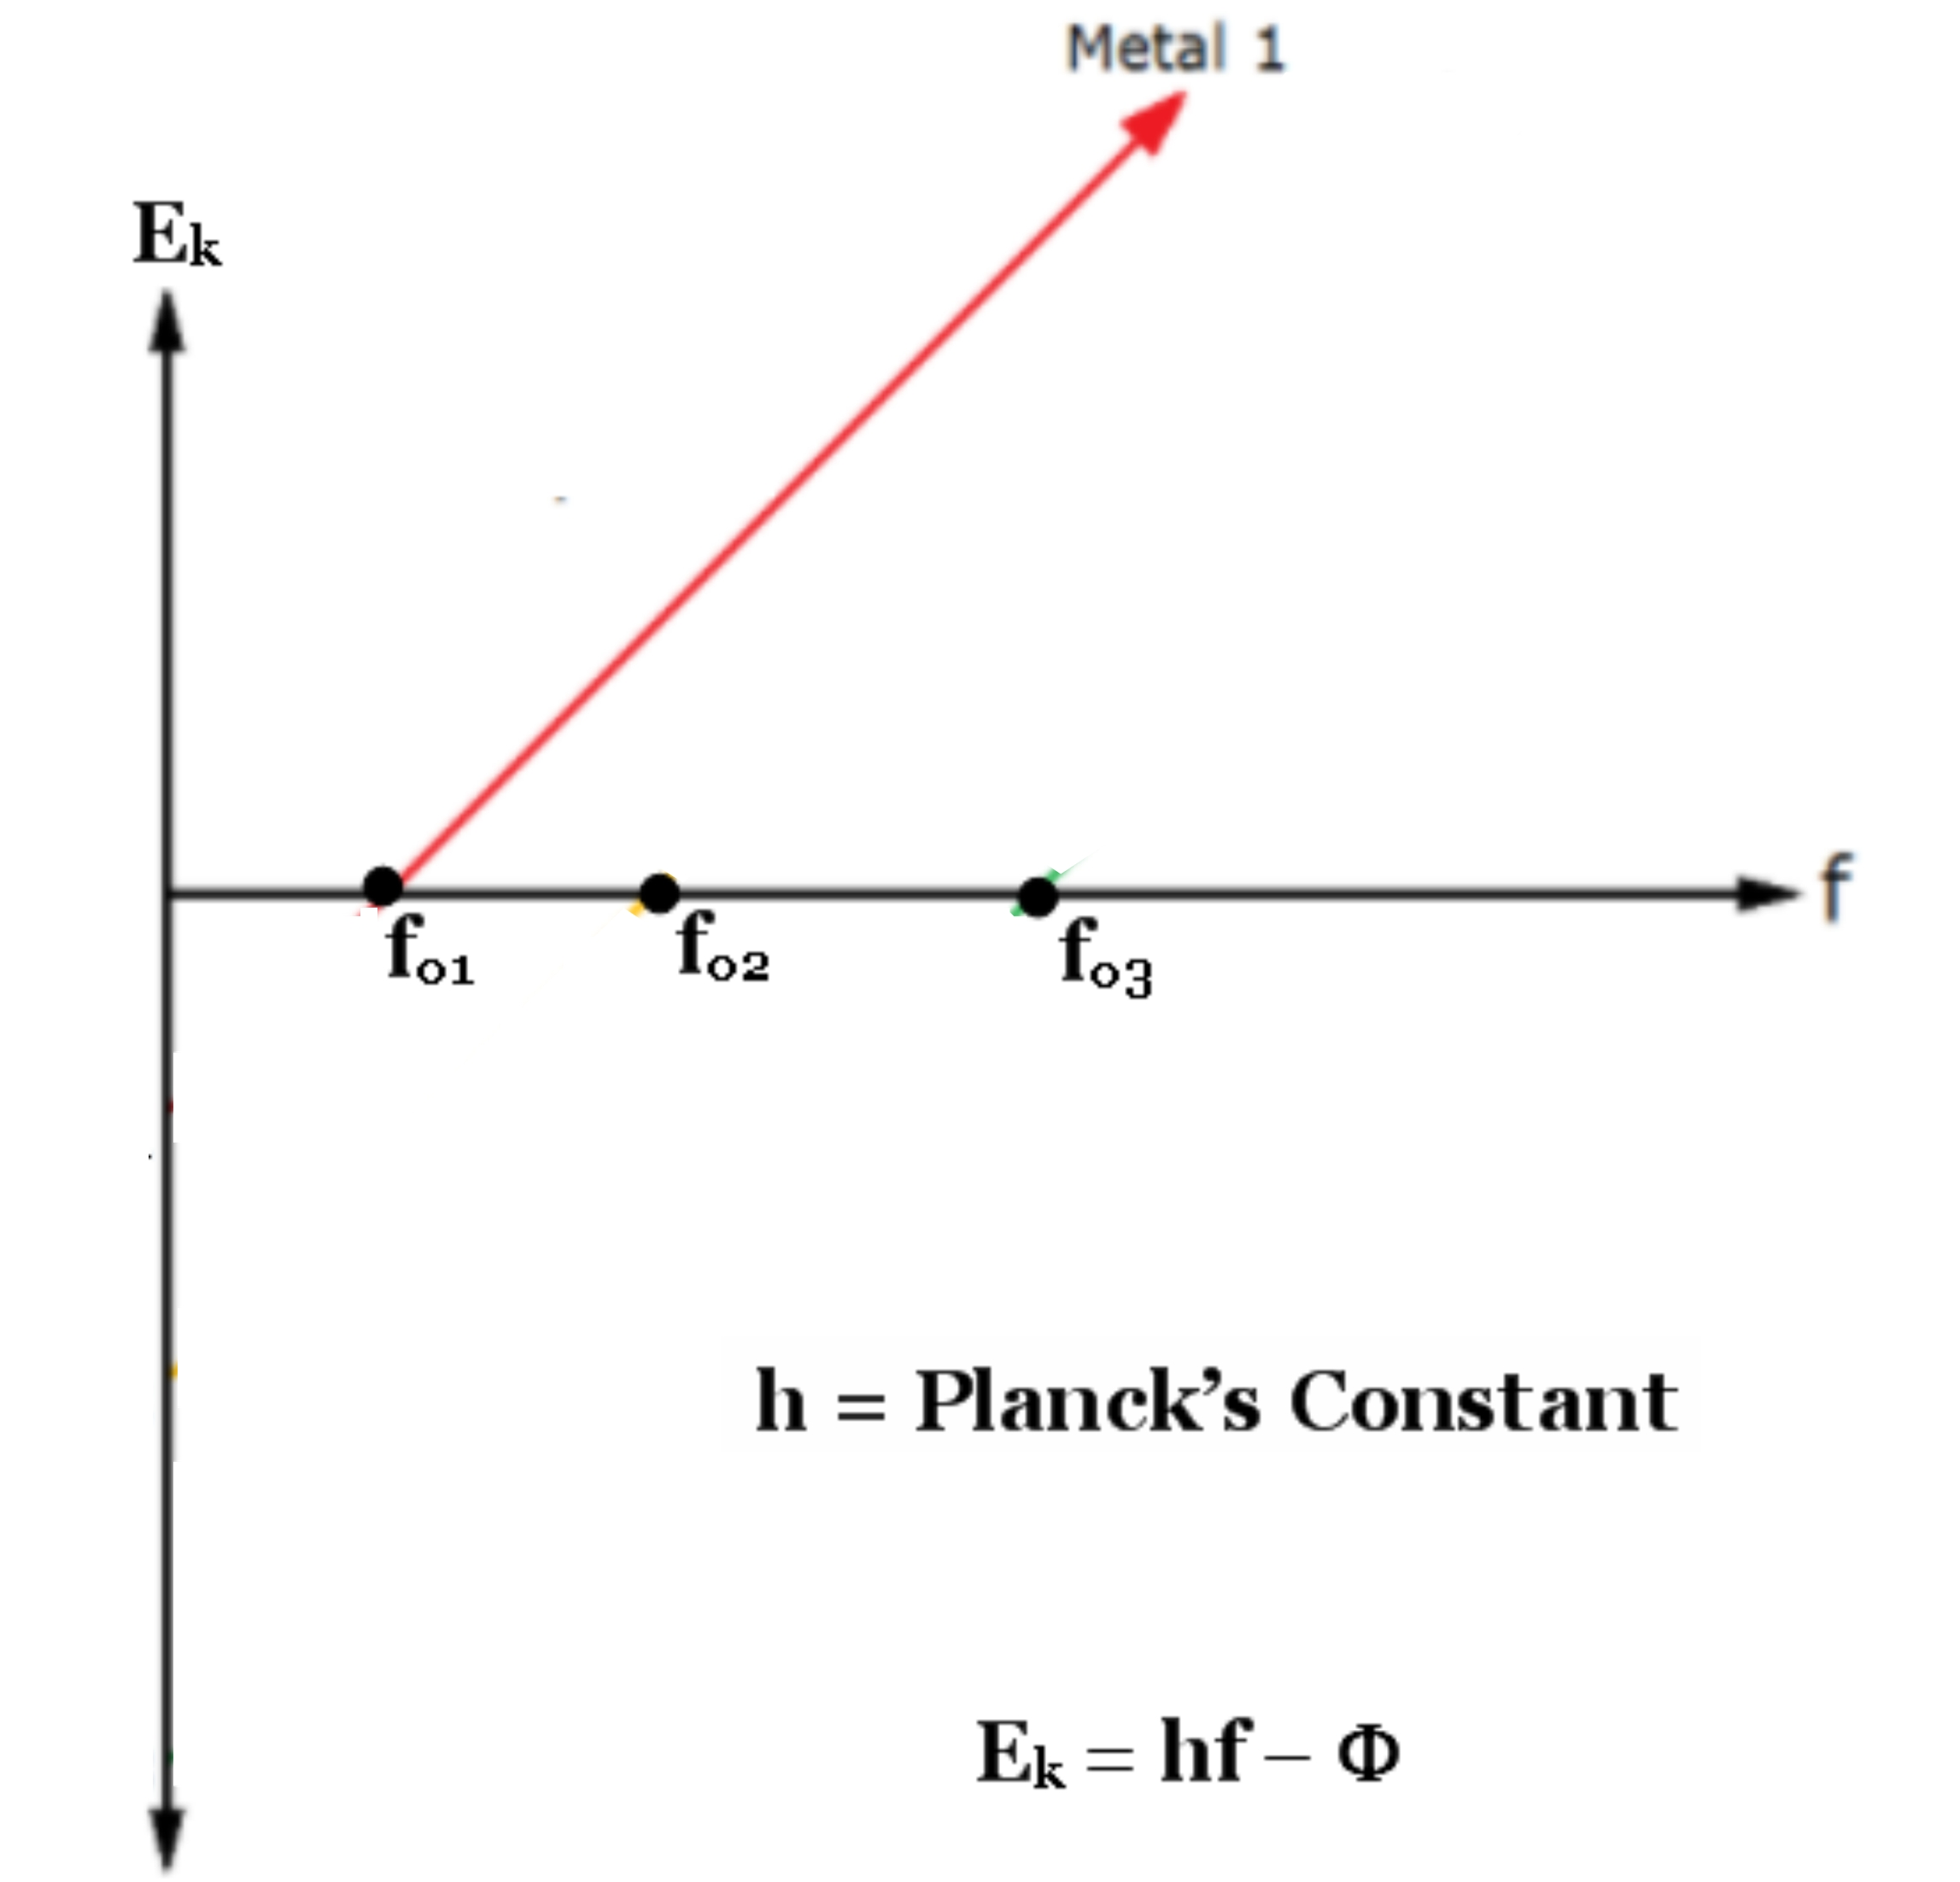 Metal 1
Eₖ
f
fₒ₁
fₒ₂
fₒ₃
h = Planck’s Constant
Eₖ = hf – Φ